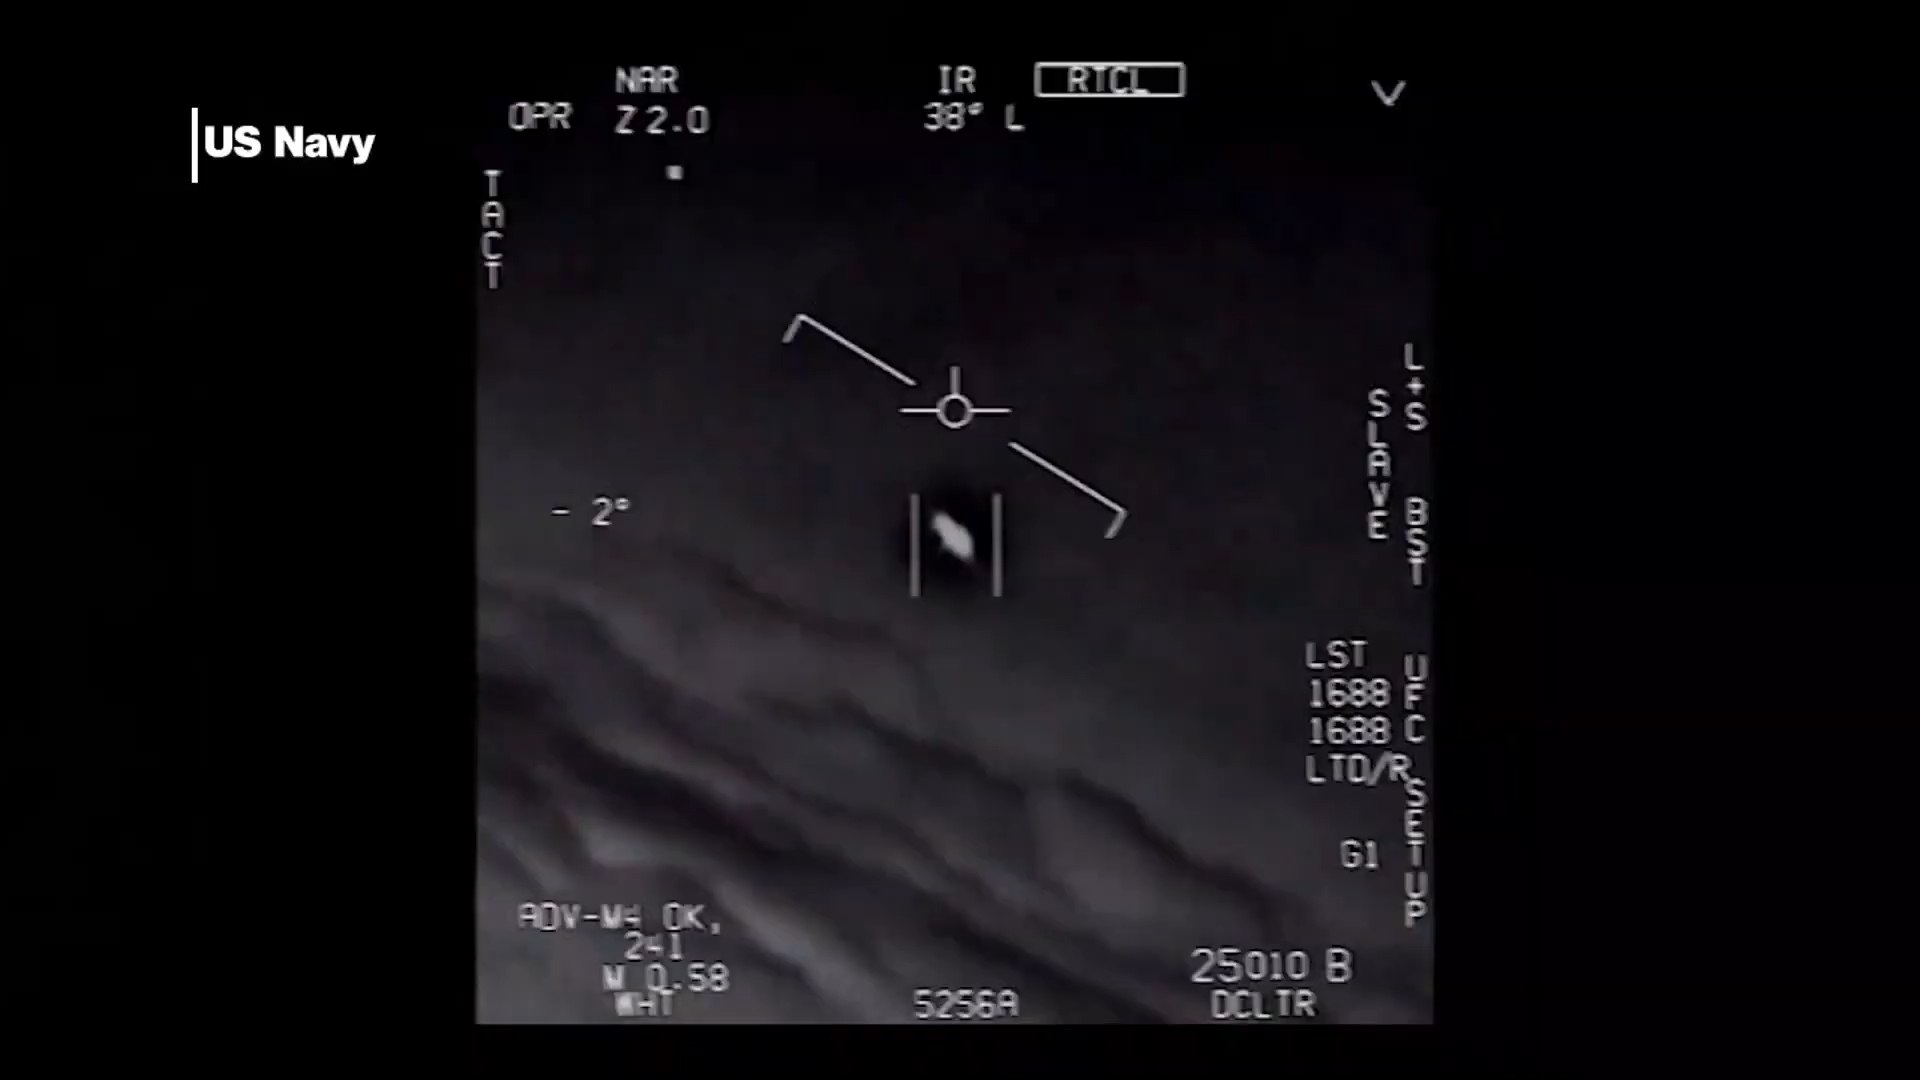 US Navy
NAR
IR
RTCL
OPR
Z 2.0
38° L
TACT
L+S
SLAVE
BST
- 2°
LST
1688
1688
LTD/R
UFC
SETUP
G1
ADV-M4 OK,
241
M 0.58
WHT
5256A
25010 B
DCLTR